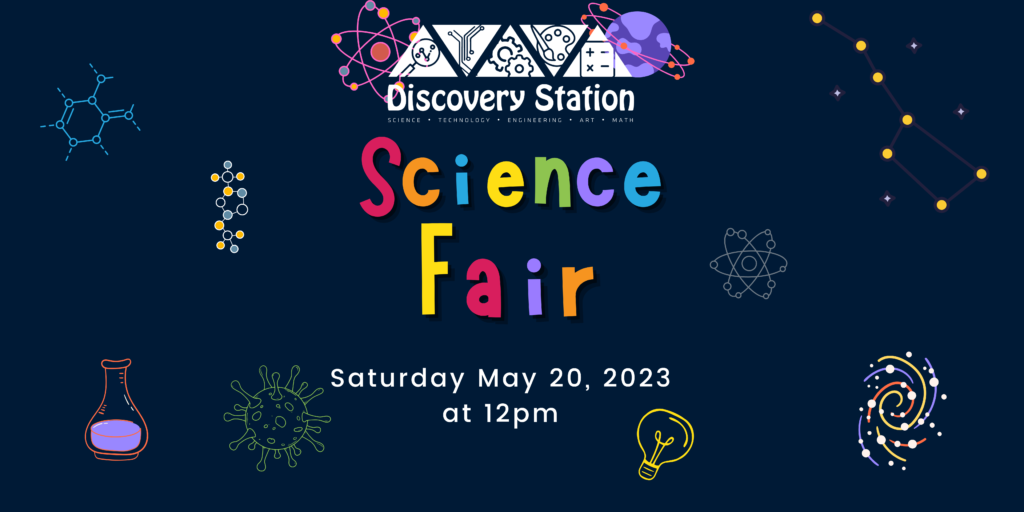 Discovery Station
SCIENCE • TECHNOLOGY • ENGINEERING • ART • MATH
Science
Fair
Saturday May 20, 2023
at 12pm